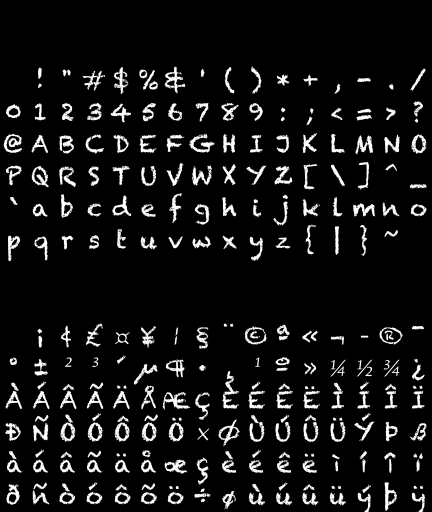 ! " # $ % & ' ( ) * + , - . /
0 1 2 3 4 5 6 7 8 9 : ; < = > ?
@ A B C D E F G H I J K L M N O
P Q R S T U V W X Y Z [ \ ] ^ _
` a b c d e f g h i j k l m n o
p q r s t u v w x y z { | } ~
¡ ¢ £ ¤ ¥ ¦ § ¨ © ª « ¬ - ® ¯
° ± ² ³ ´ µ ¶ · ¸ ¹ º » ¼ ½ ¾ ¿
À Á Â Ã Ä Å Æ Ç È É Ê Ë Ì Í Î Ï
Ð Ñ Ò Ó Ô Õ Ö × Ø Ù Ú Û Ü Ý Þ ß
à á â ã ä å æ ç è é ê ë ì í î ï
ð ñ ò ó ô õ ö ÷ ø ù ú û ü ý þ ÿ